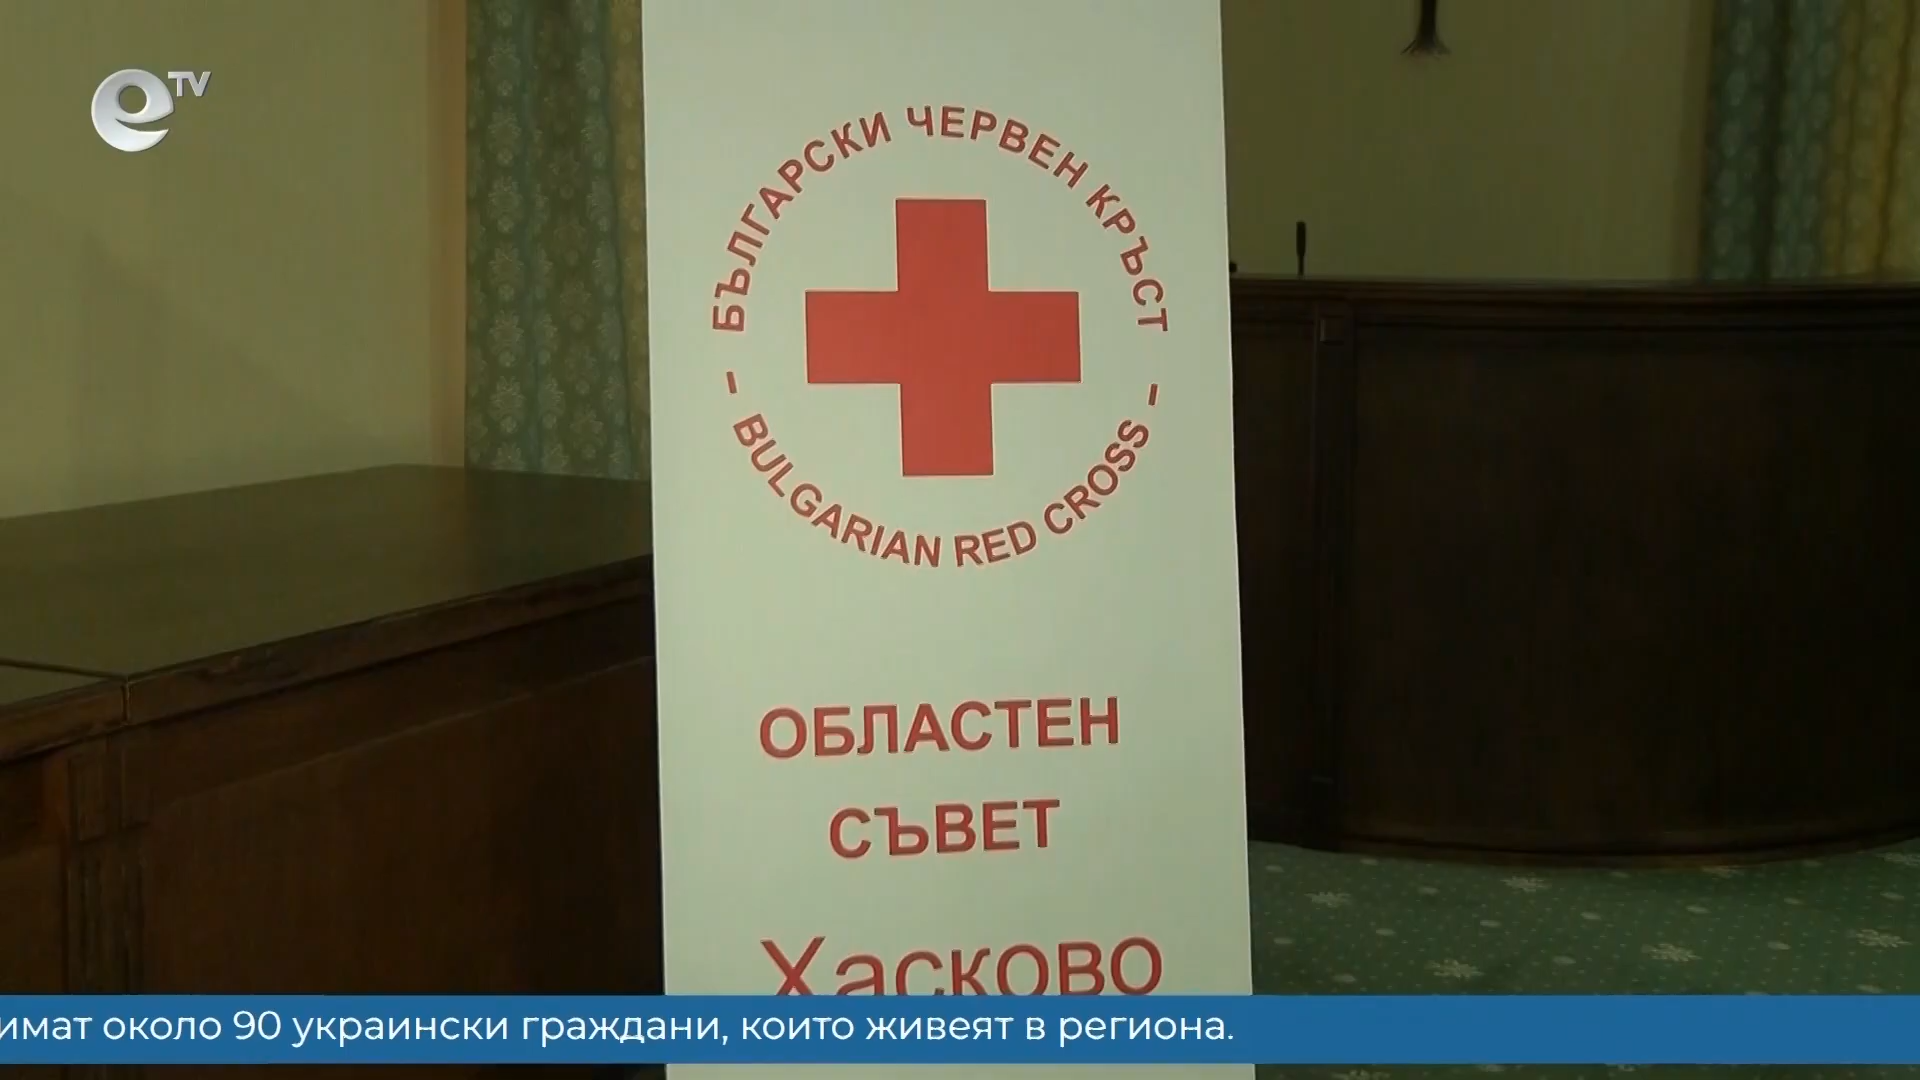 eTV
БЪЛГАРСКИ ЧЕРВЕН КРЪСТ
- BULGARIAN RED CROSS -
ОБЛАСТЕН
СЪВЕТ
Хасково
имат около 90 украински граждани, които живеят в региона.